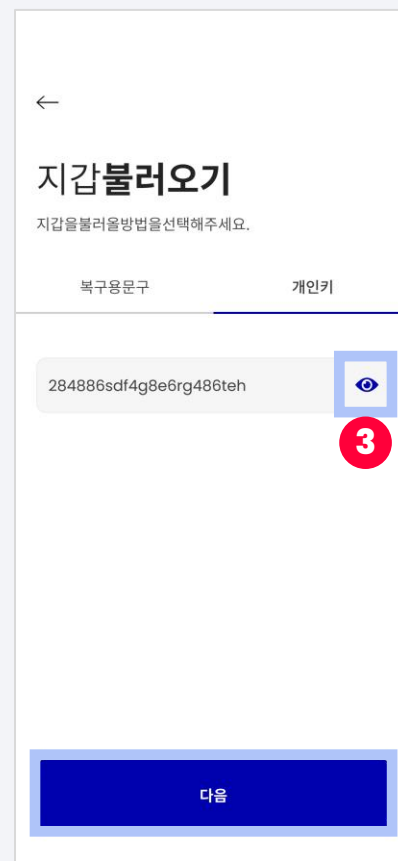 지갑불러오기
지갑을불러올방법을선택해주세요.
복구용문구 개인키
284886sdf4g8e6rg486teh
3
다음